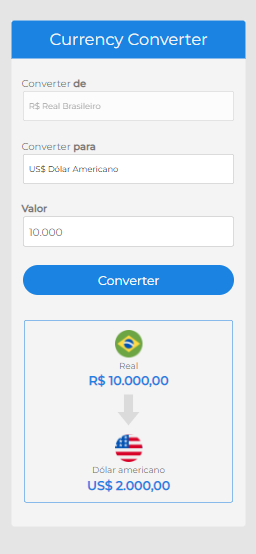 Currency Converter
Converter de
R$ Real Brasileiro
Converter para
US$ Dólar Americano
Valor
10.000
Converter
Real
R$ 10.000,00
Dólar americano
US$ 2.000,00